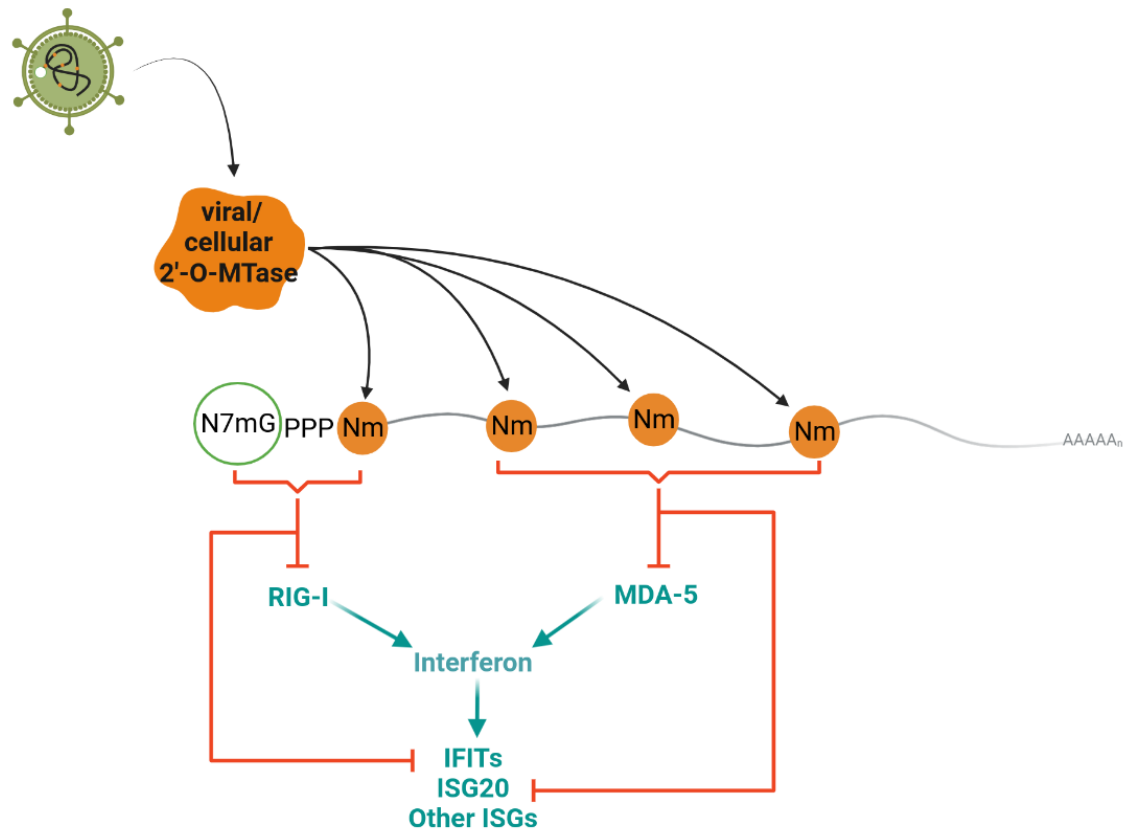 viral/
cellular
2'-O-MTase
N7mG PPP Nm Nm Nm Nm AAAAAₙ
RIG-I MDA-5
Interferon
IFITs
ISG20
Other ISGs